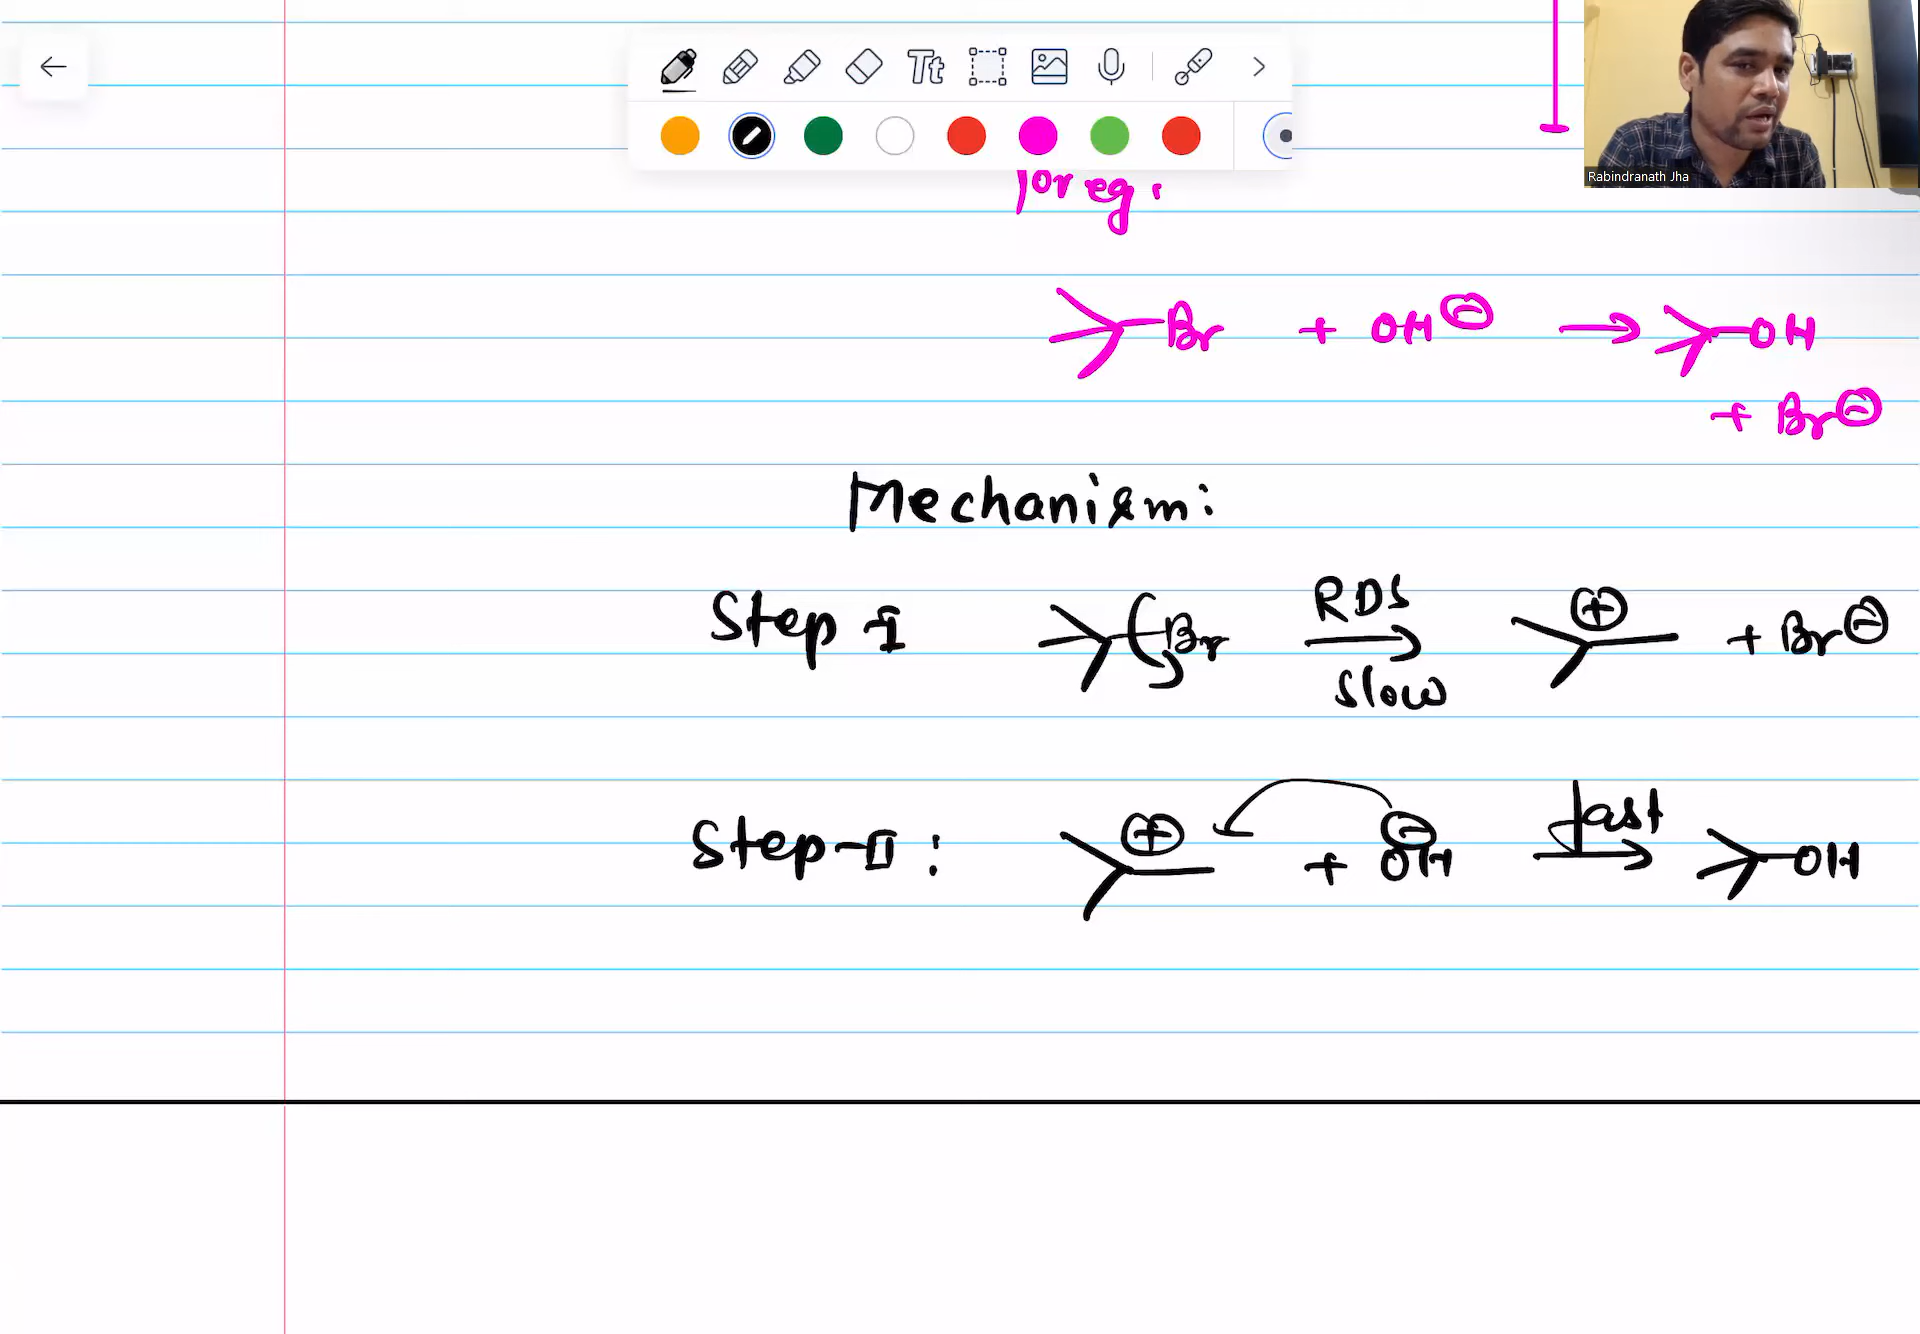 Tt
Rabindranath Jha
for eg.
Br + OH⊖ → OH
+ Br⊖
Mechanism:
Step I Br RDS slow ⊕ + Br⊖
Step-II: ⊕ + OH⊖ fast OH